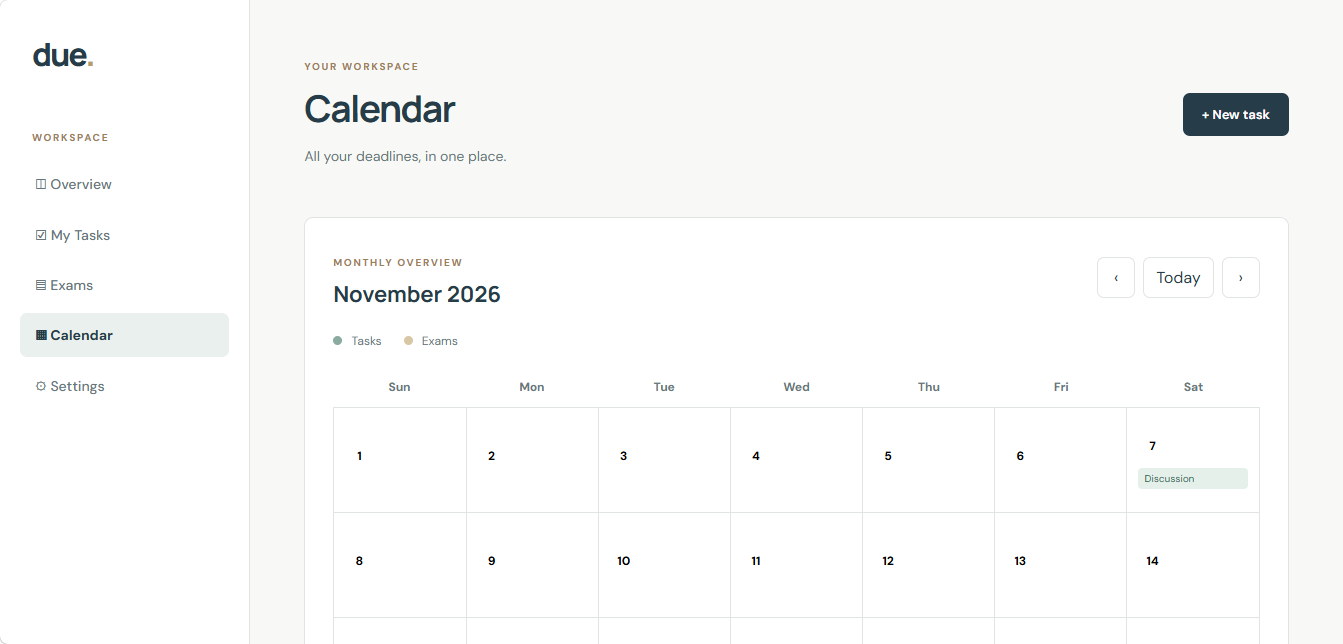 due.
WORKSPACE
Overview
My Tasks
Exams
Calendar
Settings
YOUR WORKSPACE
Calendar
All your deadlines, in one place.
+ New task
MONTHLY OVERVIEW
November 2026
‹ Today ›
Tasks Exams
Sun Mon Tue Wed Thu Fri Sat
1 2 3 4 5 6 7
Discussion
8 9 10 11 12 13 14